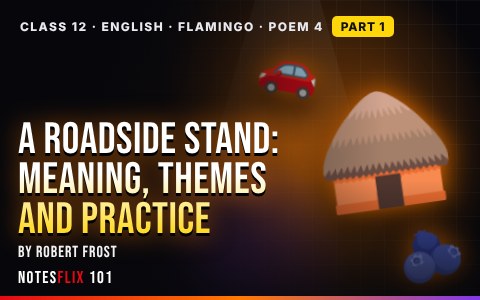 CLASS 12 · ENGLISH · FLAMINGO · POEM 4 PART 1
A ROADSIDE STAND:
MEANING, THEMES
AND PRACTICE
BY ROBERT FROST
NOTESFLIX 101